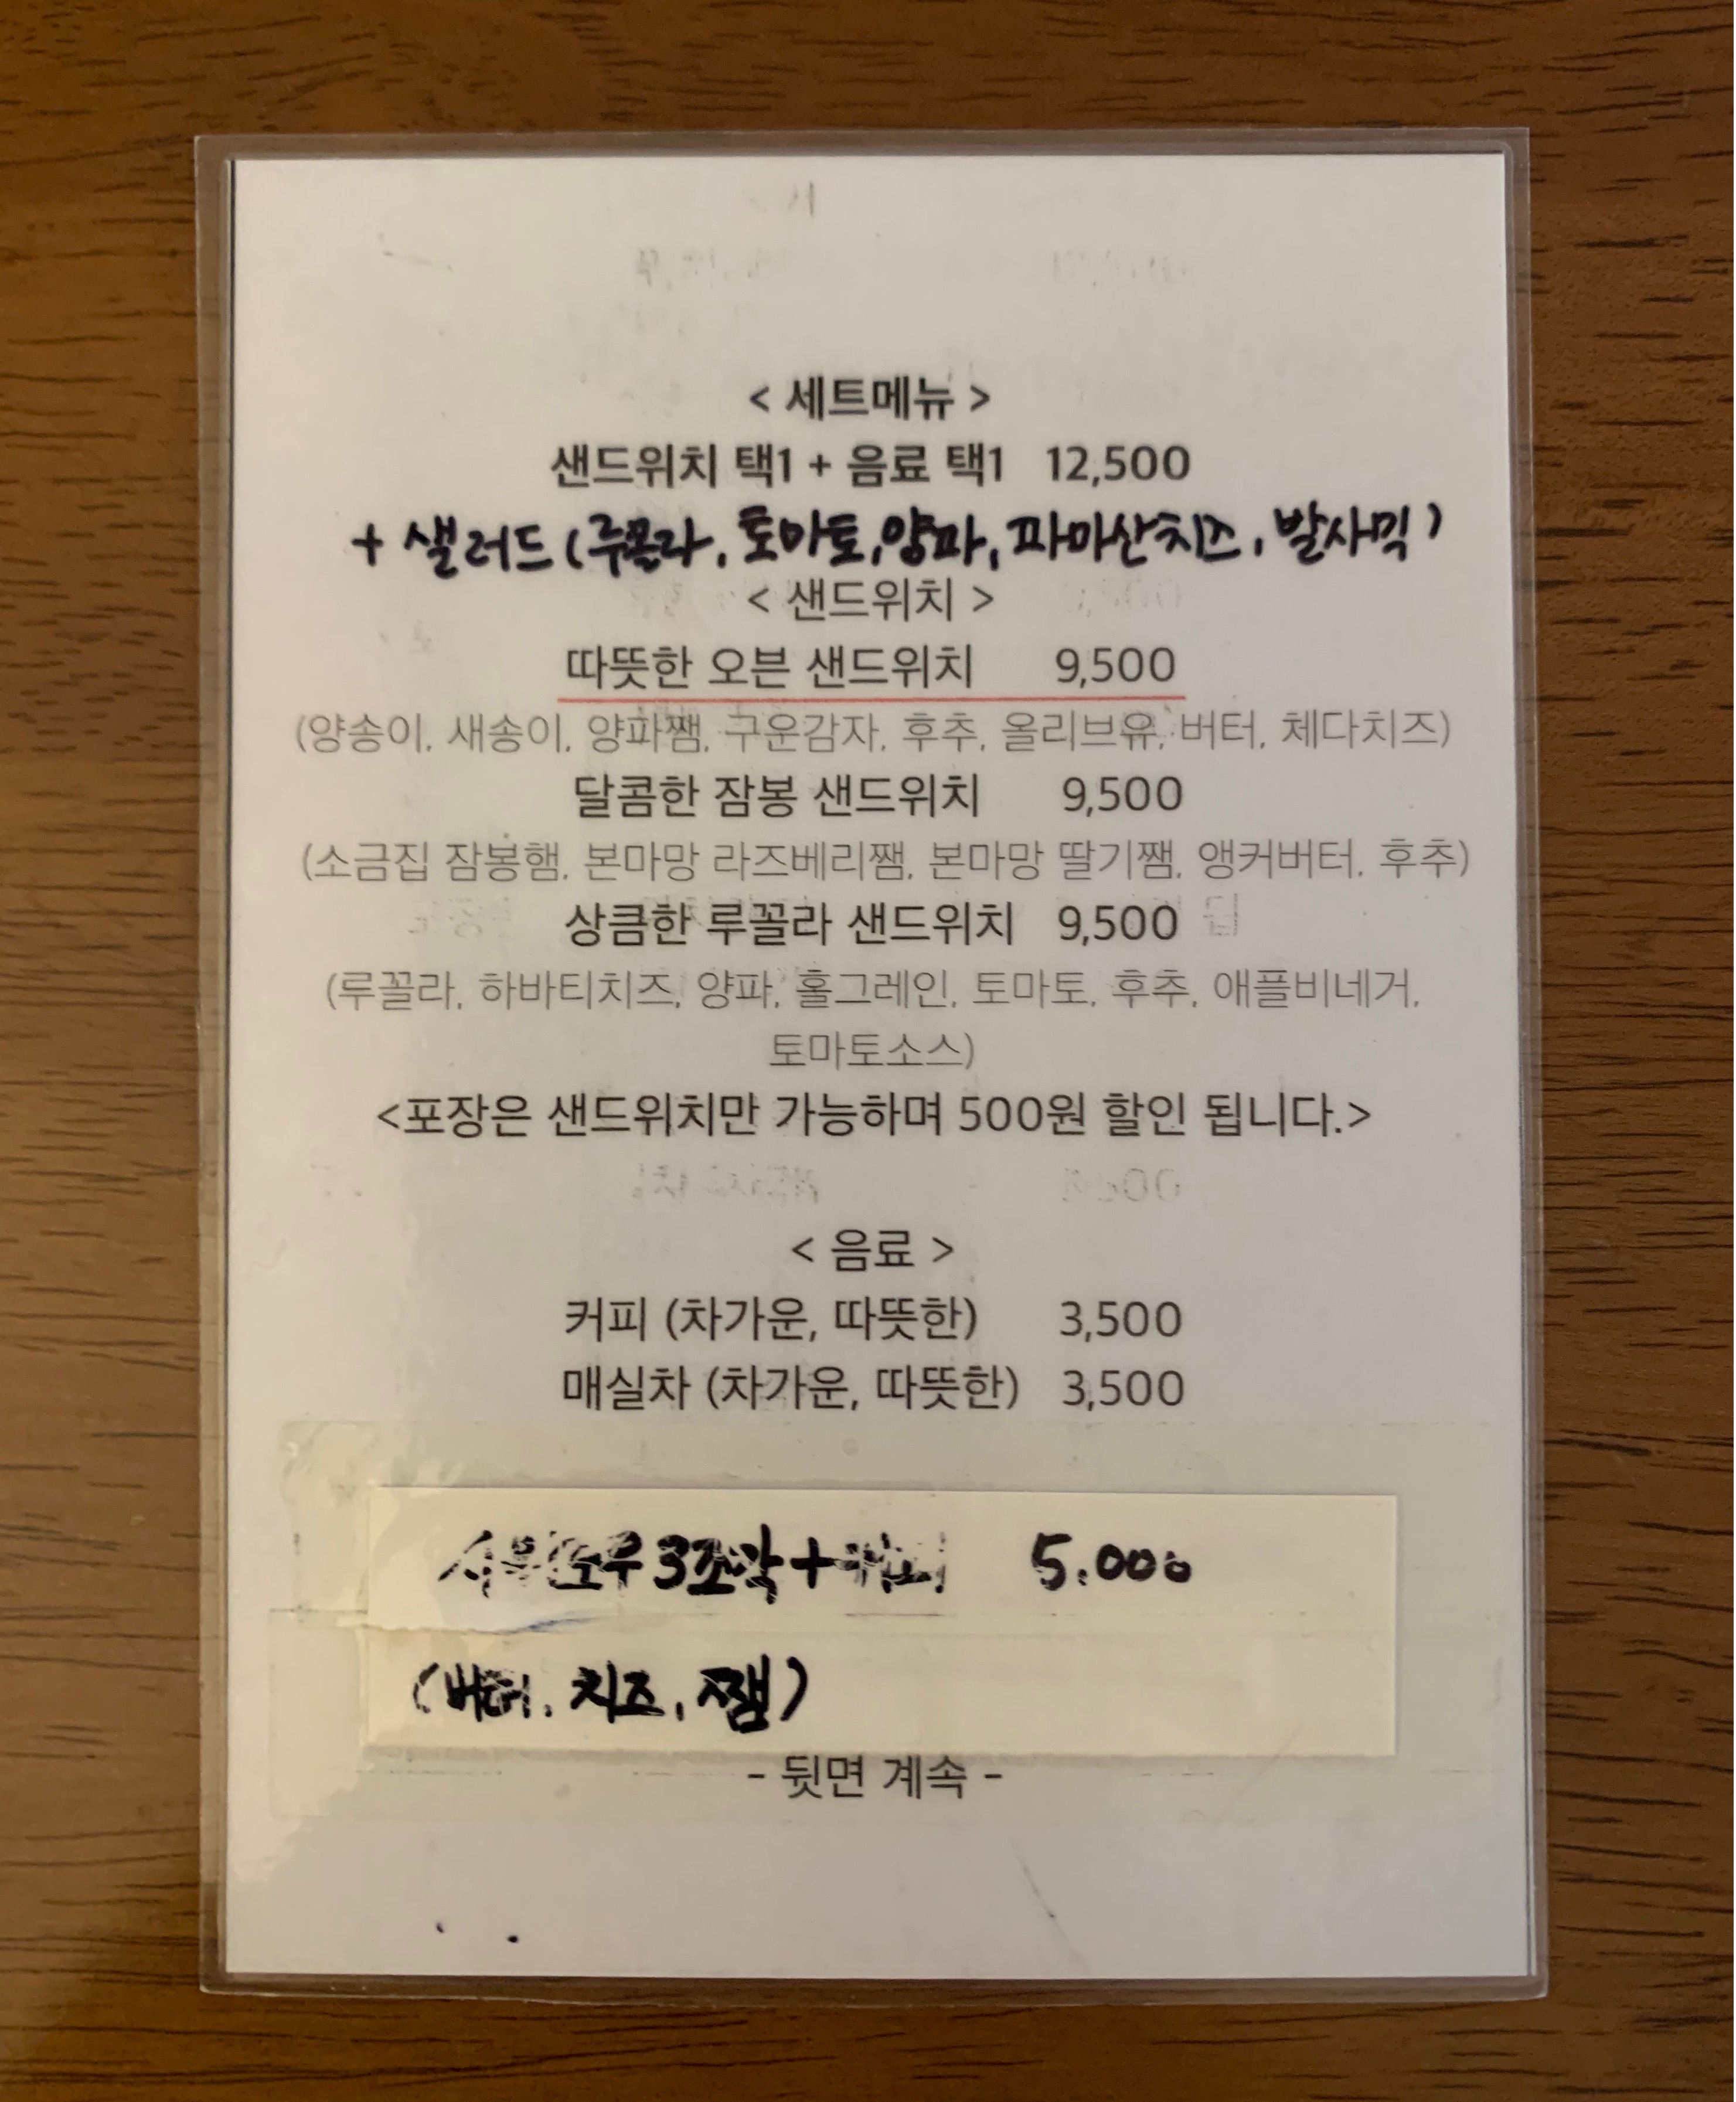 < 세트메뉴 >
샌드위치 택1 + 음료 택1 12,500
+ 샐러드 (루꼴라, 토마토, 양파, 파마산치즈, 발사믹)
< 샌드위치 >
따뜻한 오븐 샌드위치 9,500
(양송이, 새송이, 양파쨈, 구운감자, 후추, 올리브유, 버터, 체다치즈)
달콤한 잠봉 샌드위치 9,500
(소금집 잠봉햄, 본마망 라즈베리쨈, 본마망 딸기쨈, 앵커버터, 후추)
상큼한 루꼴라 샌드위치 9,500
(루꼴라, 하바티치즈, 양파, 홀그레인, 토마토, 후추, 애플비네거,
토마토소스)
<포장은 샌드위치만 가능하며 500원 할인 됩니다.>
< 음료 >
커피 (차가운, 따뜻한) 3,500
매실차 (차가운, 따뜻한) 3,500
3조각 + 5.000
(버터, 치즈, 쨈)
- 뒷면 계속 -